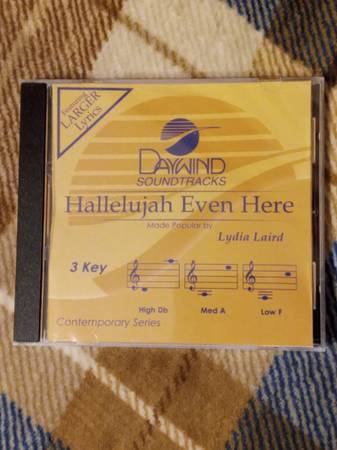 Featuring
LARGER
Lyrics
DAYWIND
SOUNDTRACKS
Hallelujah Even Here
Made Popular by
Lydia Laird
3 Key
High Db Med A Low F
Contemporary Series